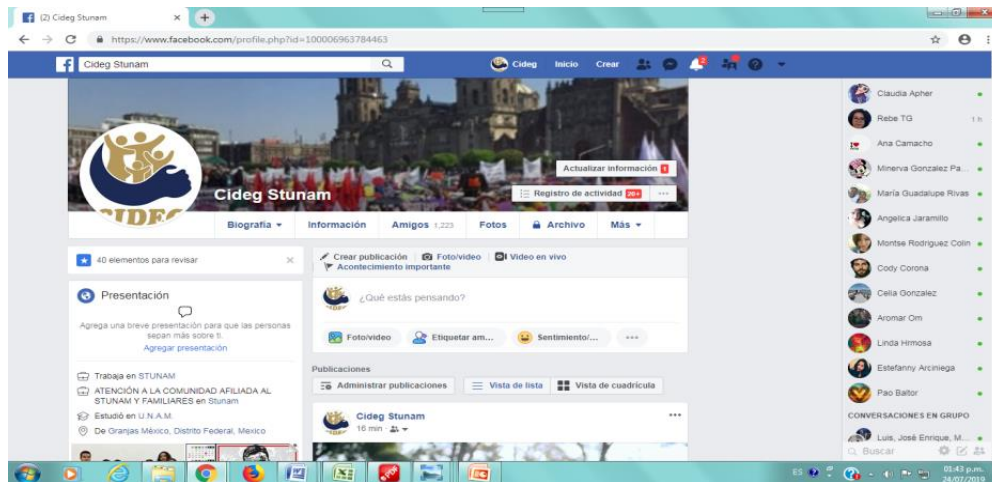 (2) Cideg Stunam
https://www.facebook.com/profile.php?id=100006963784463
Cideg Stunam
Cideg
Inicio
Crear
2
CIDEG
Cideg Stunam
Actualizar información 1
Registro de actividad 20+
Biografía
Información
Amigos 1,223
Fotos
Archivo
Más
40 elementos para revisar
Presentación
Agrega una breve presentación para que las personas
sepan más sobre ti.
Agregar presentación
Trabaja en STUNAM
ATENCIÓN A LA COMUNIDAD AFILIADA AL
STUNAM Y FAMILIARES en Stunam
Estudió en U.N.A.M.
De Granjas México, Distrito Federal, Mexico
Crear publicación
Foto/video
Video en vivo
Acontecimiento importante
¿Qué estás pensando?
Foto/video
Etiquetar am...
Sentimiento/...
Publicaciones
Administrar publicaciones
Vista de lista
Vista de cuadrícula
Cideg Stunam
16 min
Claudia Apher
Rebe TG
1 h
Ana Camacho
Minerva Gonzalez Pa...
María Guadalupe Rivas
Angelica Jaramillo
Montse Rodriguez Colin
Cody Corona
Celia Gonzalez
Aromar Om
Linda Hrmosa
Estefanny Arciniega
Pao Baltor
CONVERSACIONES EN GRUPO
Luis, José Enrique, M...
Buscar
ES
01:43 p.m.
24/07/2019